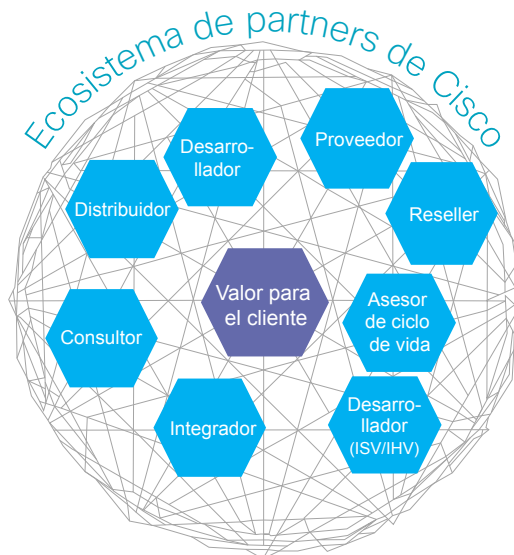 Ecosistema de partners de Cisco
Desarro-
llador
Proveedor
Distribuidor
Reseller
Valor para
el cliente
Asesor
de ciclo
de vida
Consultor
Integrador
Desarro-
llador
(ISV/IHV)